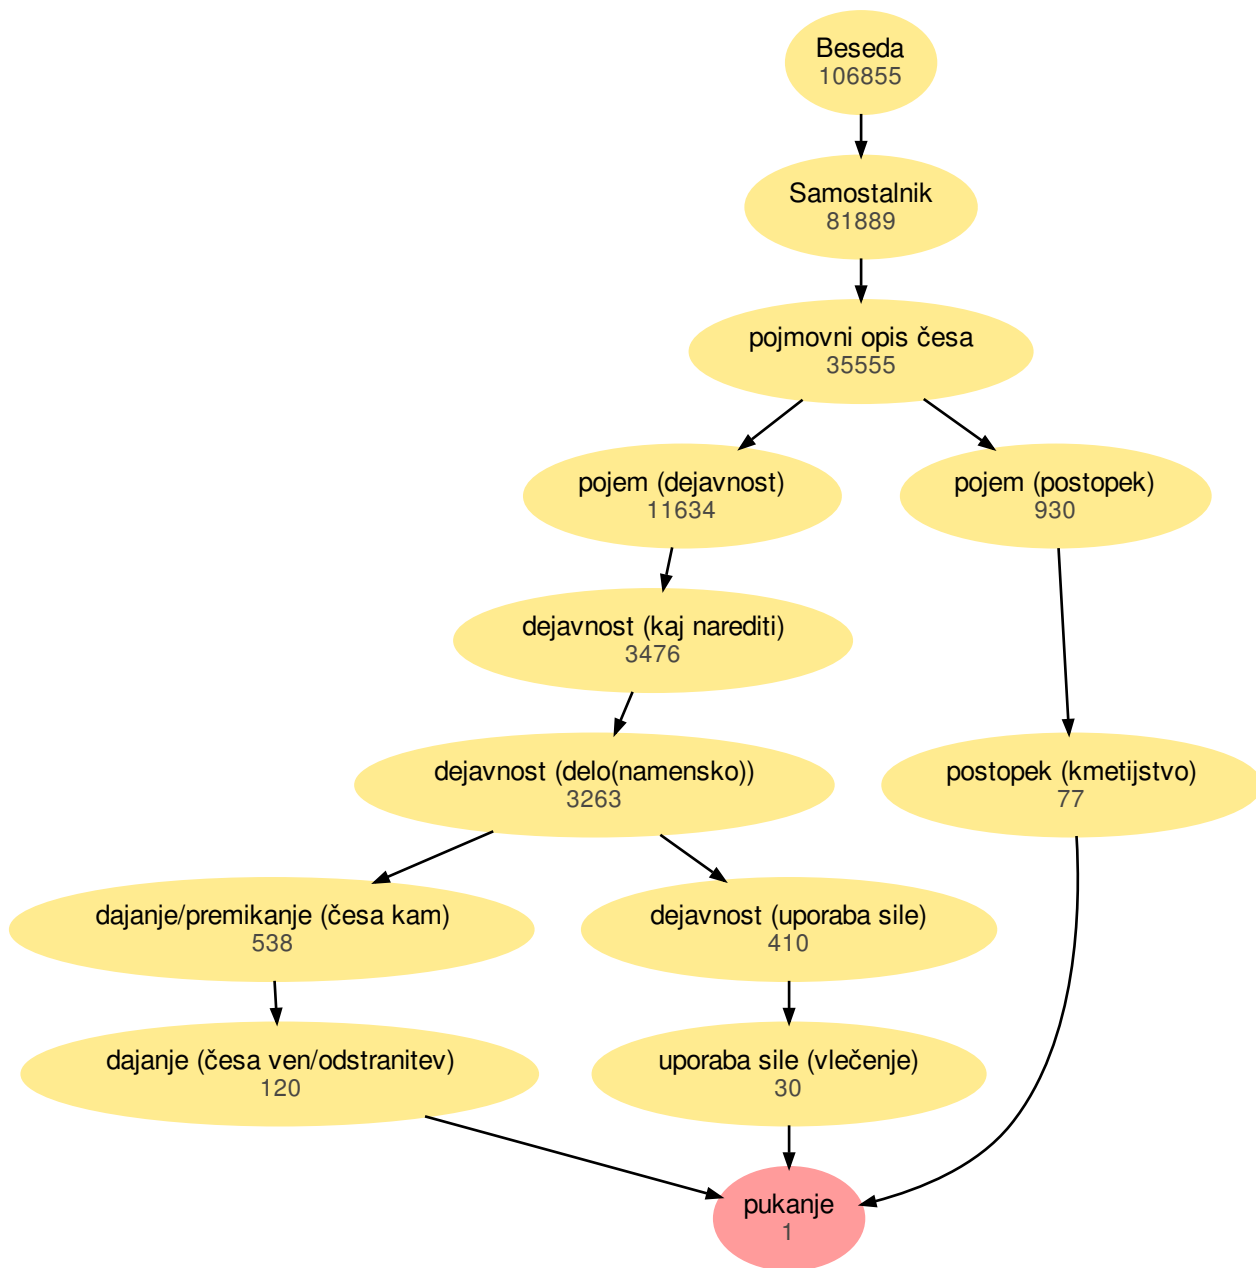 Beseda
106855
Samostalnik
81889
pojmovni opis česa
35555
pojem (dejavnost)
11634
pojem (postopek)
930
dejavnost (kaj narediti)
3476
dejavnost (delo(namensko))
3263
postopek (kmetijstvo)
77
dajanje/premikanje (česa kam)
538
dejavnost (uporaba sile)
410
dajanje (česa ven/odstranitev)
120
uporaba sile (vlečenje)
30
pukanje
1